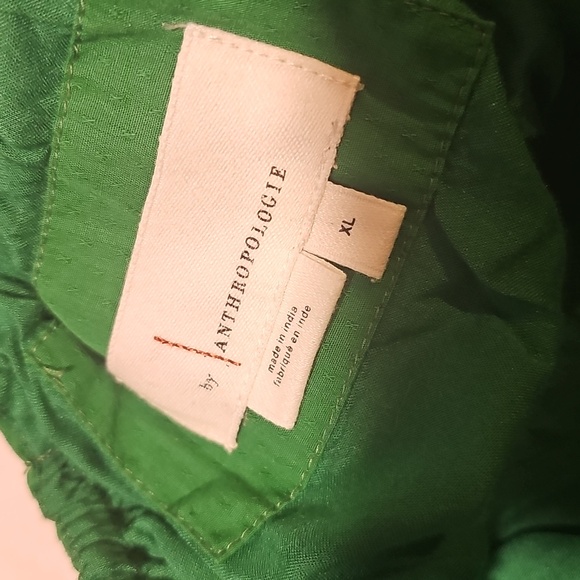 by ANTHROPOLOGIE
XL
made in india
fabriqué en inde